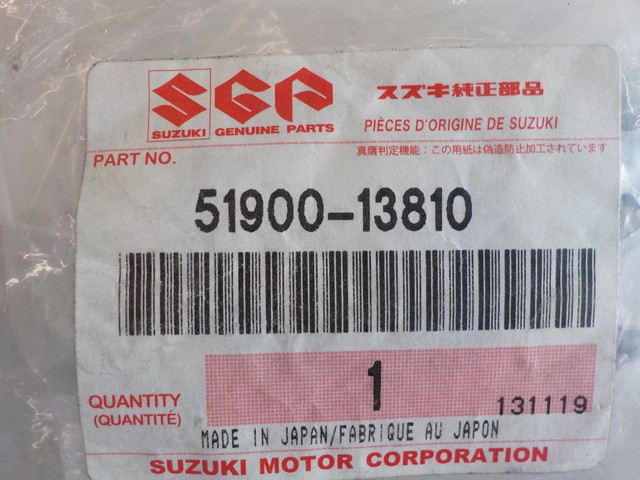 SGP スズキ純正部品
SUZUKI GENUINE PARTS PIÈCES D'ORIGINE DE SUZUKI
PART NO. 真贋判定機能：この用紙は偽造防止加工されています
51900-13810
1
QUANTITY
(QUANTITÉ) 131119
MADE IN JAPAN/FABRIQUE AU JAPON
SUZUKI MOTOR CORPORATION